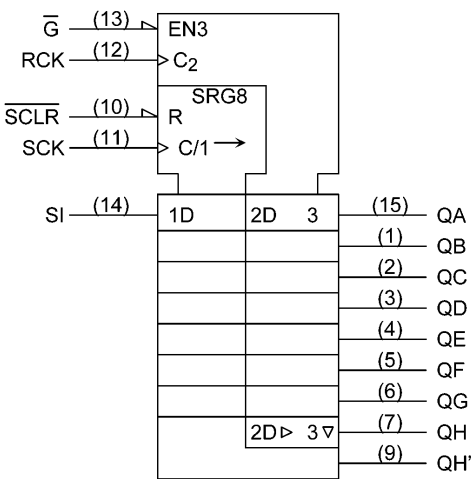 G (13) EN3
RCK (12) C2
SRG8
SCLR (10) R
SCK (11) C/1
SI (14) 1D 2D 3 (15) QA
(1) QB
(2) QC
(3) QD
(4) QE
(5) QF
(6) QG
2D 3 (7) QH
(9) QH'